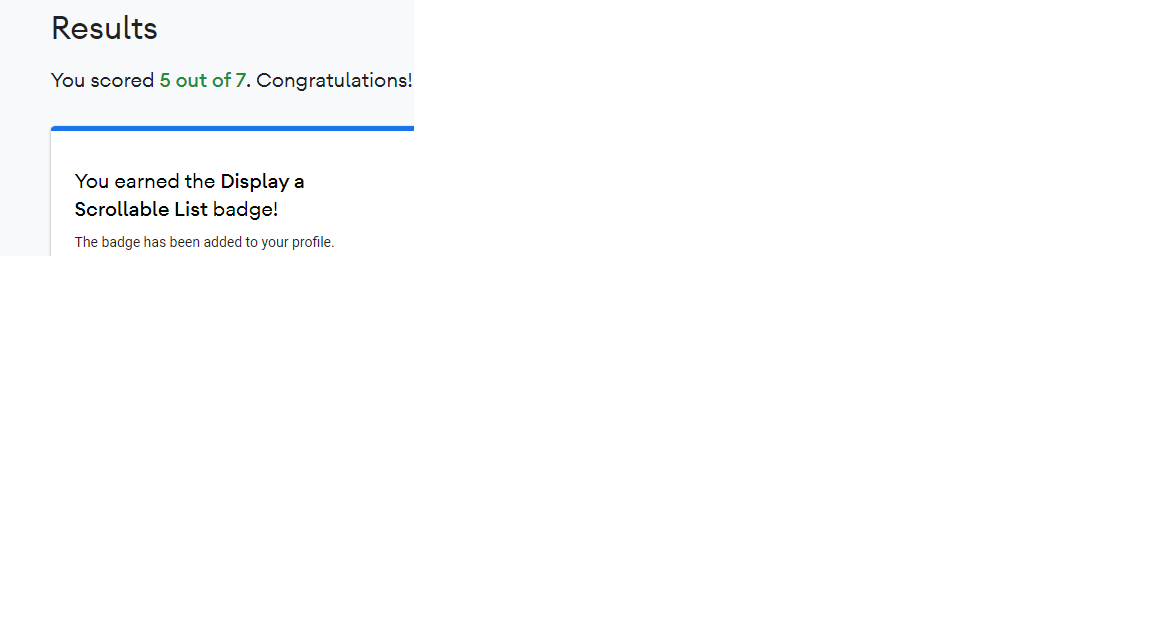 Results
You scored 5 out of 7. Congratulations!
You earned the Display a
Scrollable List badge!
The badge has been added to your profile.